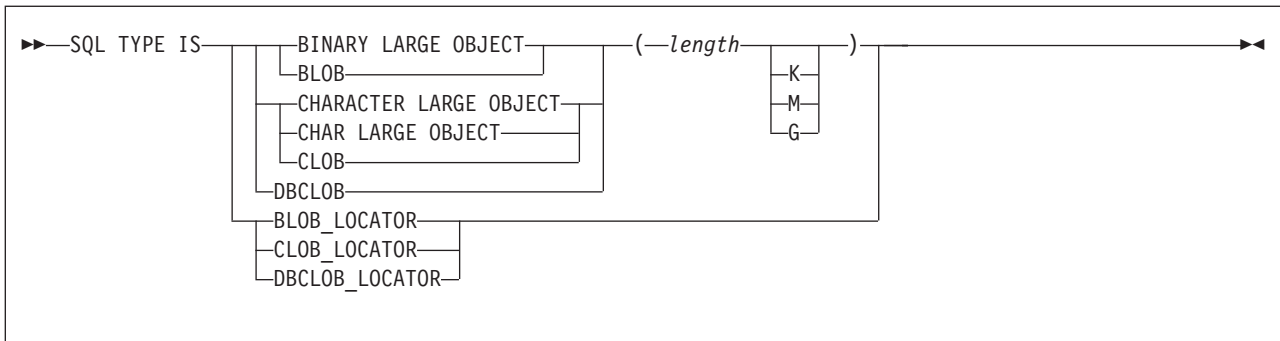 SQL TYPE IS BINARY LARGE OBJECT ( length )
BLOB K
CHARACTER LARGE OBJECT M
CHAR LARGE OBJECT G
CLOB
DBCLOB
BLOB_LOCATOR
CLOB_LOCATOR
DBCLOB_LOCATOR